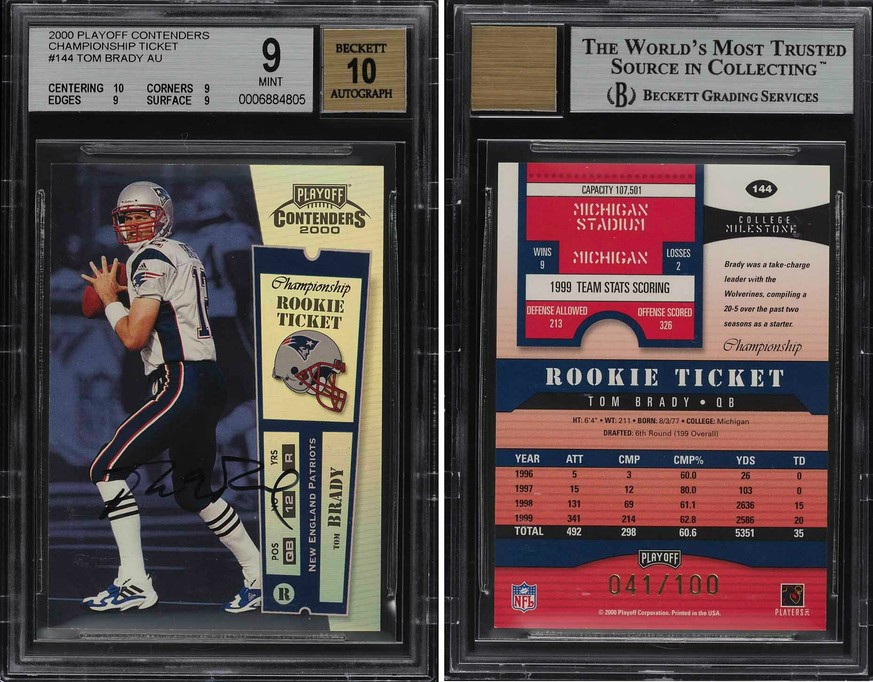 2000 PLAYOFF CONTENDERS
CHAMPIONSHIP TICKET
#144 TOM BRADY AU
CENTERING 10 CORNERS 9
EDGES 9 SURFACE 9
9
MINT
0006884805
BECKETT
10
AUTOGRAPH
PLAYOFF
CONTENDERS
2000
Championship
ROOKIE
TICKET
POS QB NO 12 YRS R
NEW ENGLAND PATRIOTS
TOM BRADY
R
THE WORLD'S MOST TRUSTED
SOURCE IN COLLECTING™
B BECKETT GRADING SERVICES
CAPACITY 107,501
MICHIGAN
STADIUM
WINS
9
MICHIGAN
LOSSES
2
1999 TEAM STATS SCORING
DEFENSE ALLOWED
213
OFFENSE SCORED
326
144
COLLEGE
MILESTONE
Brady was a take-charge
leader with the
Wolverines, compiling a
20-5 over the past two
seasons as a starter.
Championship
ROOKIE TICKET
TOM BRADY • QB
HT: 6'4" • WT: 211 • BORN: 8/3/77 • COLLEGE: Michigan
DRAFTED: 6th Round (199 Overall)
YEAR ATT CMP CMP% YDS TD
1996 5 3 60.0 26 0
1997 15 12 80.0 103 0
1998 131 69 61.1 2636 15
1999 341 214 62.8 2586 20
TOTAL 492 298 60.6 5351 35
PLAYOFF
041/100
NFL
PLAYERS
© 2000 Playoff Corporation. Printed in the USA.